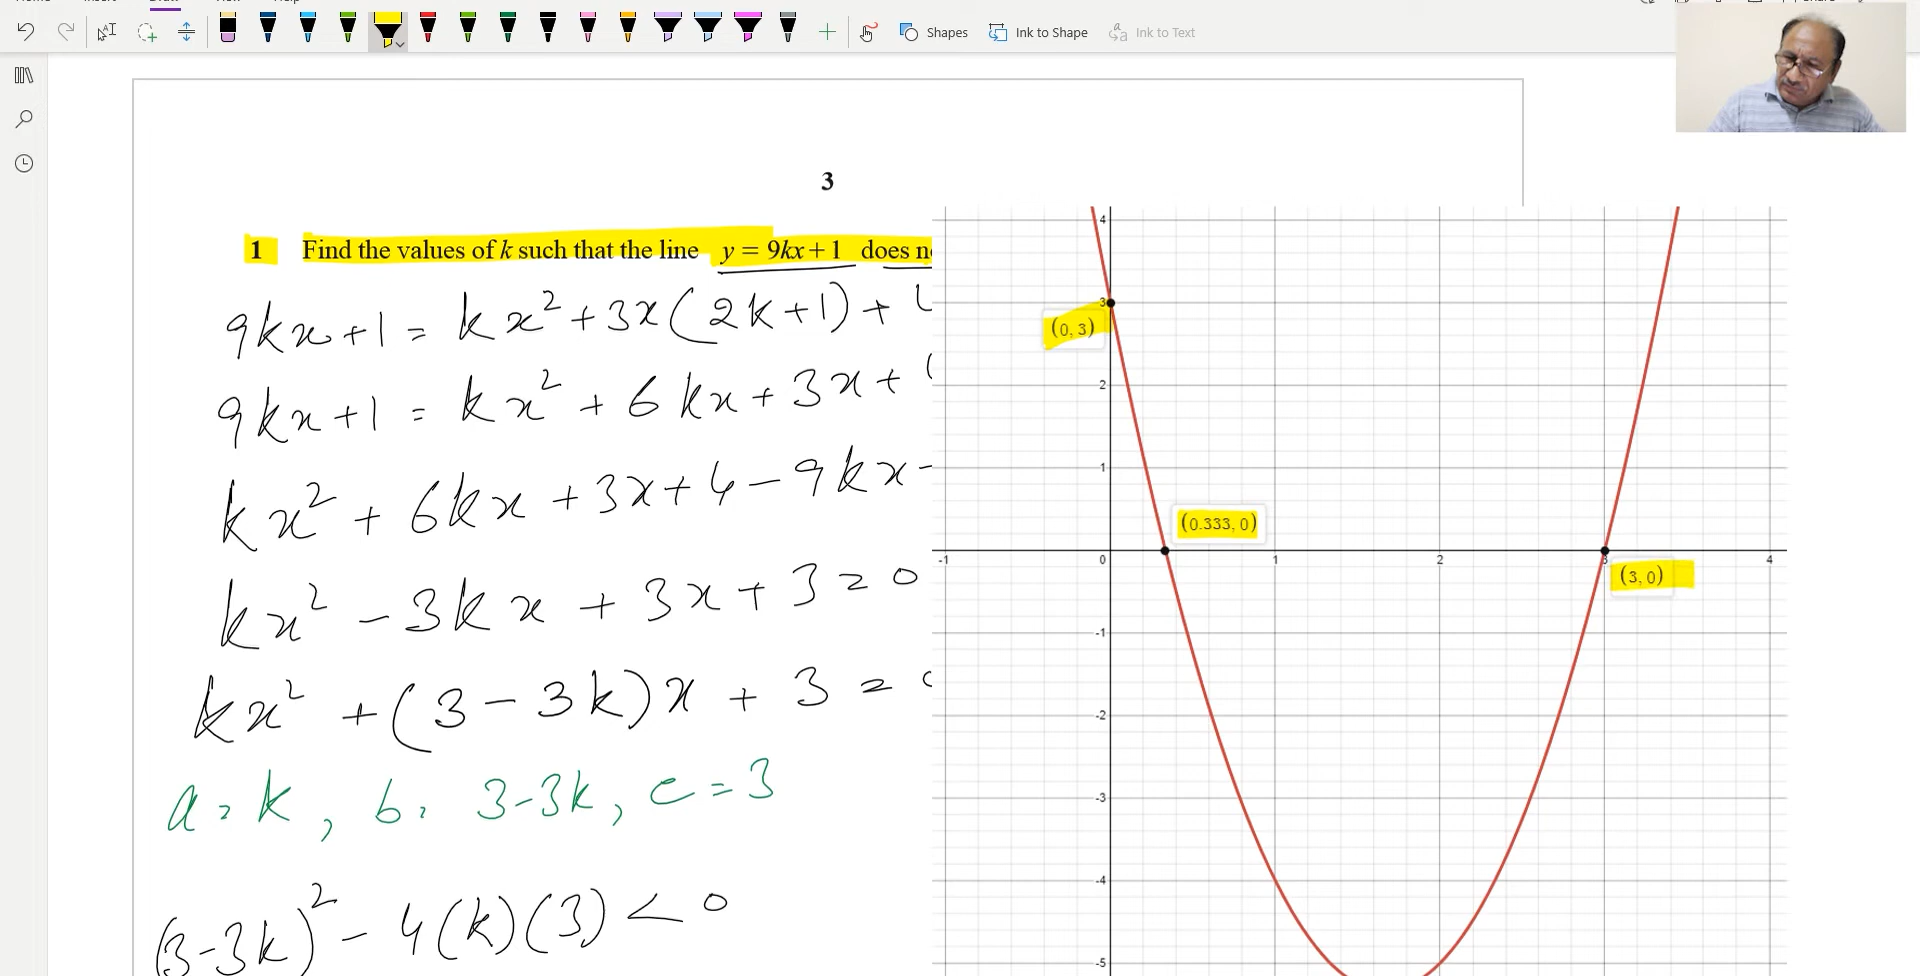 Shapes Ink to Shape Ink to Text
3
1 Find the values of k such that the line y = 9kx + 1 does n
9kx + 1 = kx² + 3x(2k+1) +
9kx + 1 = kx² + 6kx + 3x +
kx² + 6kx + 3x + 4 - 9kx -
kx² - 3kx + 3x + 3 = 0
kx² + (3 - 3k)x + 3 =
a = k, b = 3-3k, c = 3
(3-3k)² - 4(k)(3) < 0
4
3
(0, 3)
2
1
(0.333, 0)
-1 0 1 2 3 4
(3, 0)
-1
-2
-3
-4
-5